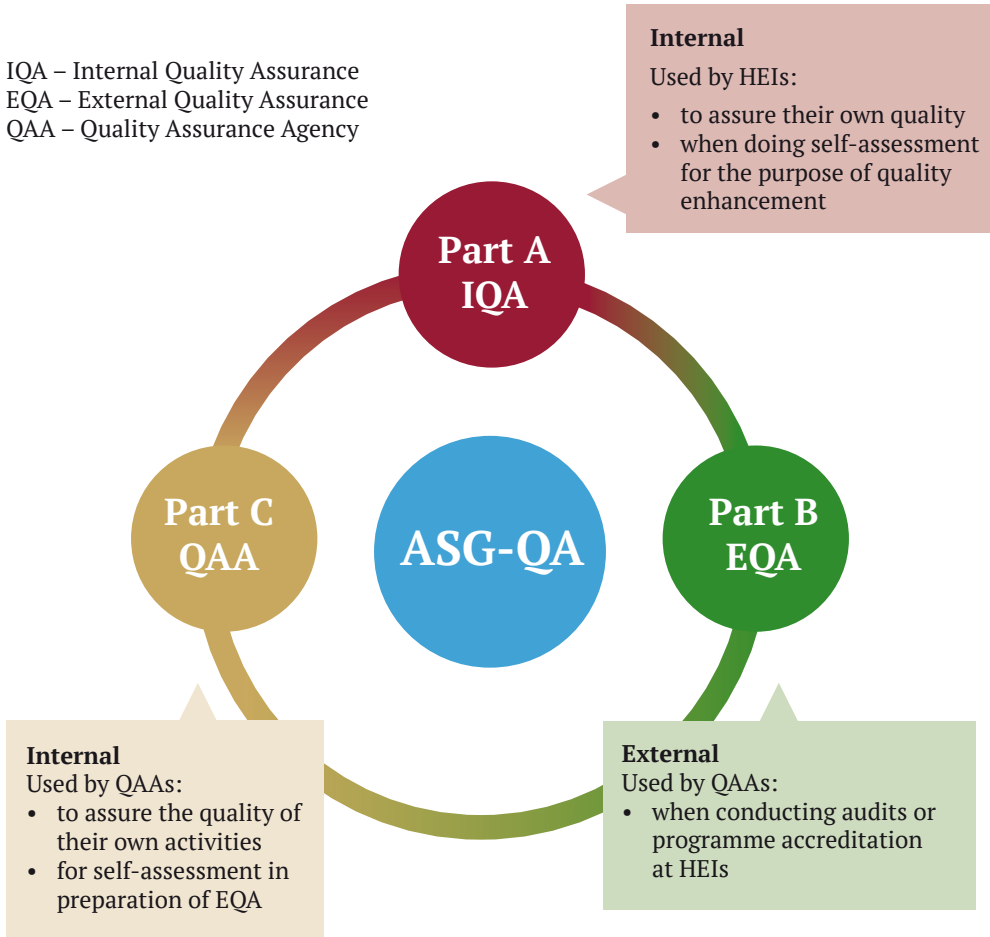 IQA – Internal Quality Assurance
EQA – External Quality Assurance
QAA – Quality Assurance Agency
Internal
Used by HEIs:
• to assure their own quality
• when doing self-assessment
for the purpose of quality
enhancement
Part A
IQA
Part C
QAA
ASG-QA
Part B
EQA
Internal
Used by QAAs:
• to assure the quality of
their own activities
• for self-assessment in
preparation of EQA
External
Used by QAAs:
• when conducting audits or
programme accreditation
at HEIs